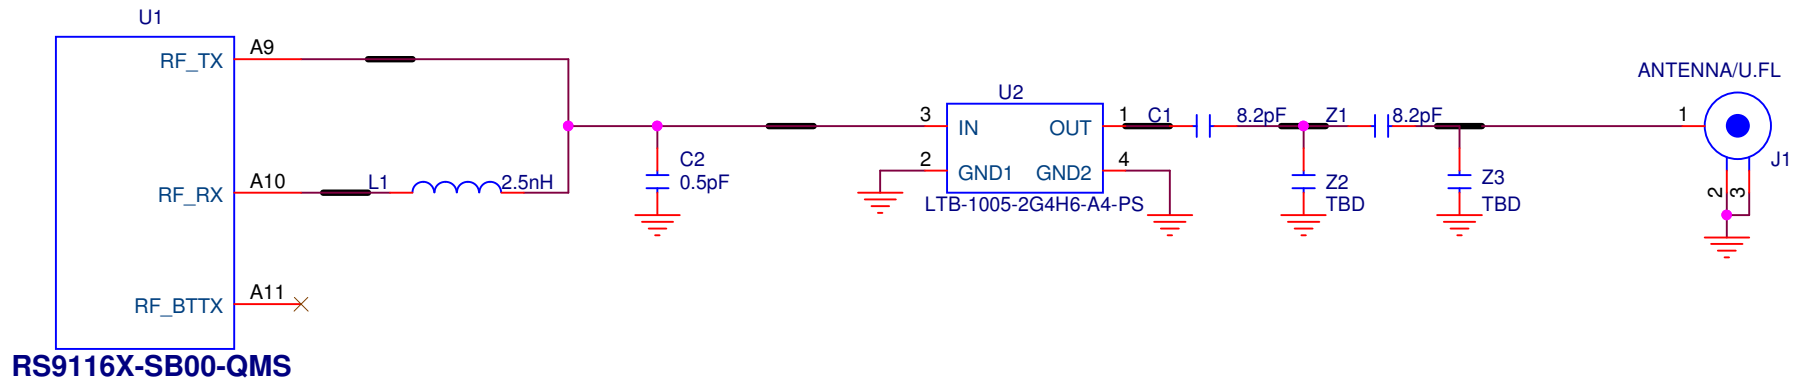 U1
RF_TX
A9
RF_RX
A10
L1
2.5nH
RF_BTTX
A11
RS9116X-SB00-QMS
C2
0.5pF
U2
3
IN
OUT
1
2
GND1
GND2
4
LTB-1005-2G4H6-A4-PS
C1
8.2pF
Z1
8.2pF
Z2
TBD
Z3
TBD
ANTENNA/U.FL
1
J1
2
3